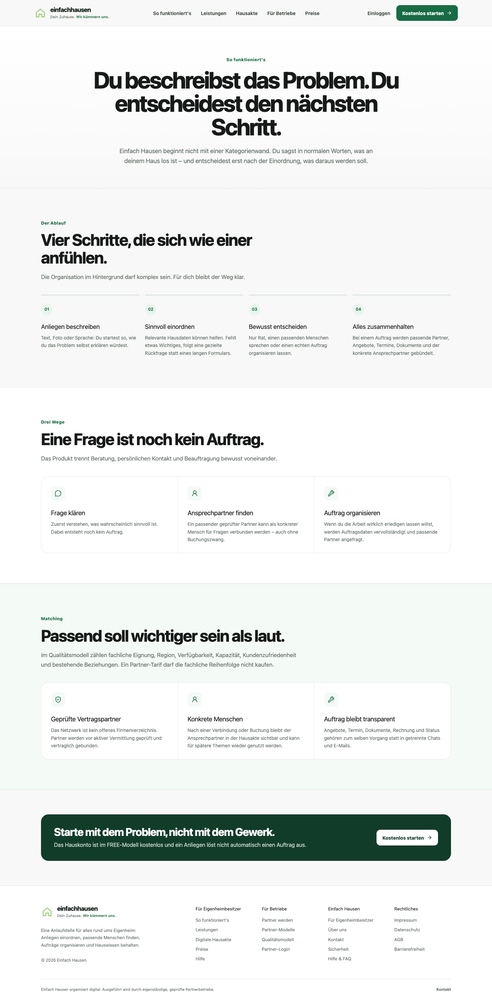 einfachhausen
Dein Zuhause. Wir kümmern uns.
So funktioniert's
Leistungen
Hausakte
Für Betriebe
Preise
Einloggen
Kostenlos starten
So funktioniert's
Du beschreibst das Problem. Du
entscheidest den nächsten
Schritt.
Einfach Hausen beginnt nicht mit einer Kategorienwand. Du sagst in normalen Worten, was an
deinem Haus los ist – und entscheidest erst nach der Einordnung, was daraus werden soll.
Der Ablauf
Vier Schritte, die sich wie einer
anfühlen.
Die Organisation im Hintergrund darf komplex sein. Für dich bleibt der Weg klar.
01
Anliegen beschreiben
Text, Foto oder Sprache: Du startest so, wie
du das Problem selbst erklären würdest.
02
Sinnvoll einordnen
Relevante Hausdaten können helfen. Fehlt
etwas Wichtiges, folgt eine gezielte
Rückfrage statt eines langen Formulars.
03
Bewusst entscheiden
Nur Rat, einen passenden Menschen
sprechen oder einen echten Auftrag
organisieren lassen.
04
Alles zusammenhalten
Bei einem Auftrag werden passende Partner,
Angebote, Termine, Dokumente und der
konkrete Ansprechpartner gebündelt.
Drei Wege
Eine Frage ist noch kein Auftrag.
Das Produkt trennt Beratung, persönlichen Kontakt und Beauftragung bewusst voneinander.
Frage klären
Zuerst verstehen, was wahrscheinlich sinnvoll ist.
Dabei entsteht noch kein Auftrag.
Ansprechpartner finden
Ein passender geprüfter Partner kann als konkreter
Mensch für Fragen verbunden werden – auch ohne
Buchungszwang.
Auftrag organisieren
Wenn du die Arbeit wirklich erledigen lassen willst,
werden Auftragsdaten vervollständigt und passende
Partner angefragt.
Matching
Passend soll wichtiger sein als laut.
Im Qualitätsmodell zählen fachliche Eignung, Region, Verfügbarkeit, Kapazität, Kundenzufriedenheit
und bestehende Beziehungen. Ein Partner-Tarif darf die fachliche Reihenfolge nicht kaufen.
Geprüfte Vertragspartner
Das Netzwerk ist kein offenes Firmenverzeichnis.
Partner werden vor aktiver Vermittlung geprüft und
vertraglich gebunden.
Konkrete Menschen
Nach einer Verbindung oder Buchung bleibt der
Ansprechpartner in der Hausakte sichtbar und kann
für spätere Themen wieder genutzt werden.
Auftrag bleibt transparent
Angebote, Termin, Dokumente, Rechnung und Status
gehören zum selben Vorgang statt in getrennte Chats
und E-Mails.
Starte mit dem Problem, nicht mit dem Gewerk.
Das Hauskonto ist im FREE-Modell kostenlos und ein Anliegen löst nicht automatisch einen Auftrag aus.
Kostenlos starten
einfachhausen
Dein Zuhause. Wir kümmern uns.
Eine Anlaufstelle für alles rund ums Eigenheim:
Anliegen einordnen, passende Menschen finden,
Aufträge organisieren und Hauswissen behalten.
© 2026 Einfach Hausen
Für Eigenheimbesitzer
So funktioniert's
Leistungen
Digitale Hausakte
Preise
Hilfe
Für Betriebe
Partner werden
Partner-Modelle
Qualitätsmodell
Partner-Login
Einfach Hausen
Für Eigenheimbesitzer
Über uns
Kontakt
Sicherheit
Hilfe & FAQ
Rechtliches
Impressum
Datenschutz
AGB
Barrierefreiheit
Einfach Hausen organisiert digital. Ausgeführt wird durch eigenständige, geprüfte Partnerbetriebe.
Kontakt